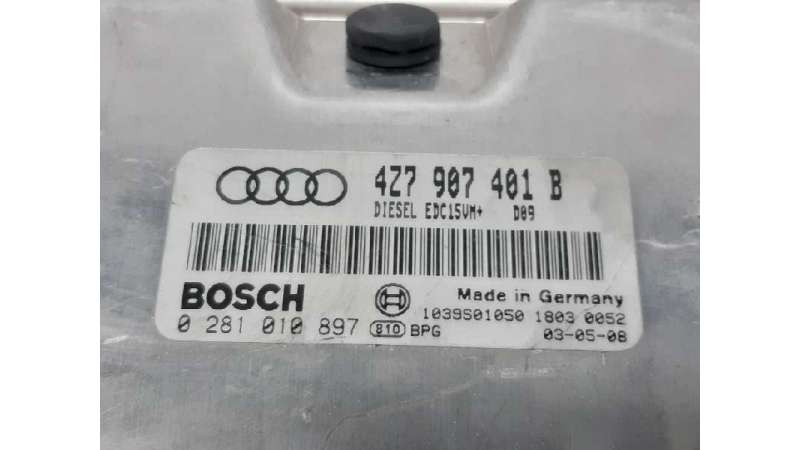 4Z7 907 401 B
DIESEL EDC15VM+ D09
BOSCH
Made in Germany
1039S01050 1803 0052
0 281 010 897 810 BPG
03-05-08